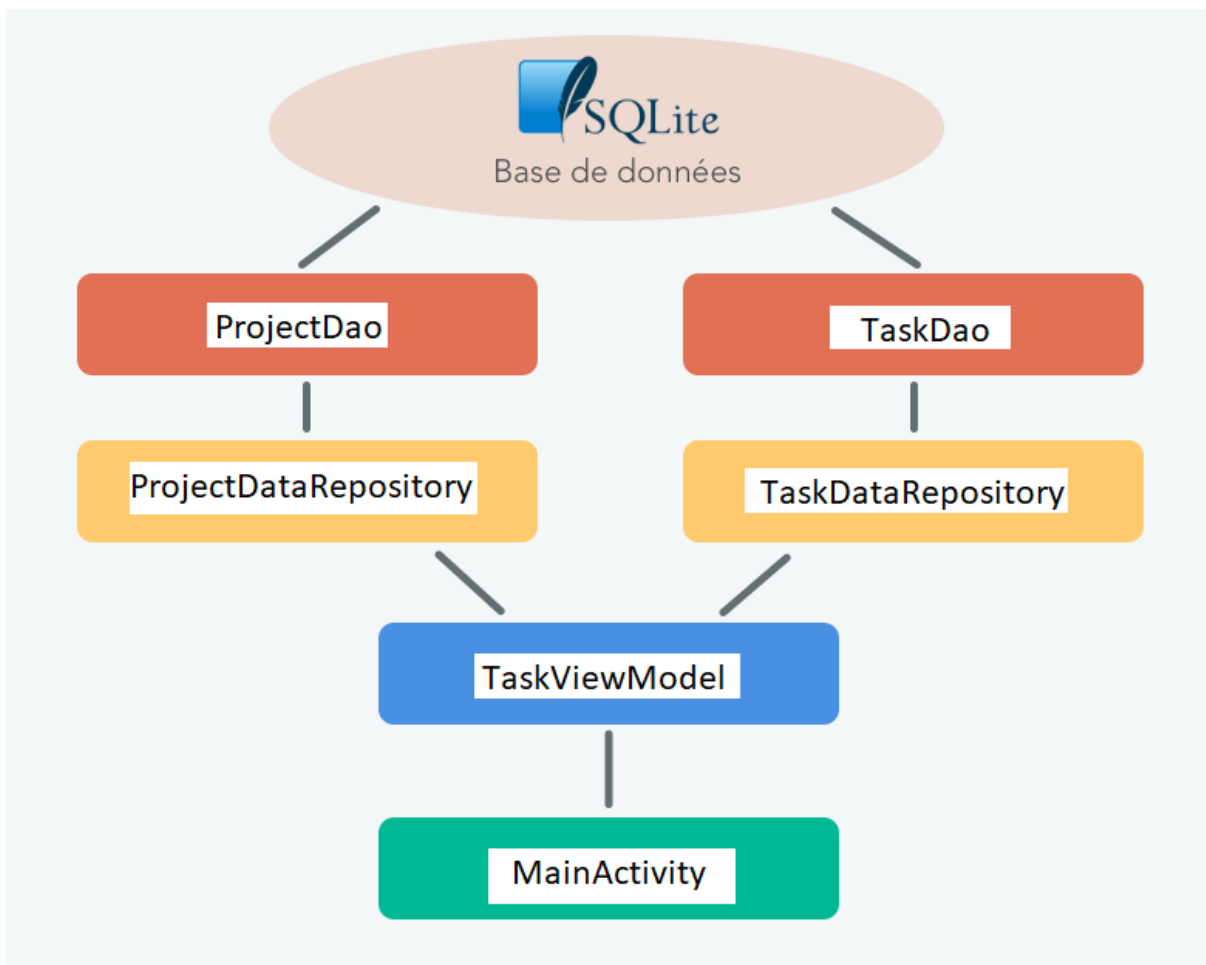 SQLite
Base de données
ProjectDao
TaskDao
ProjectDataRepository
TaskDataRepository
TaskViewModel
MainActivity